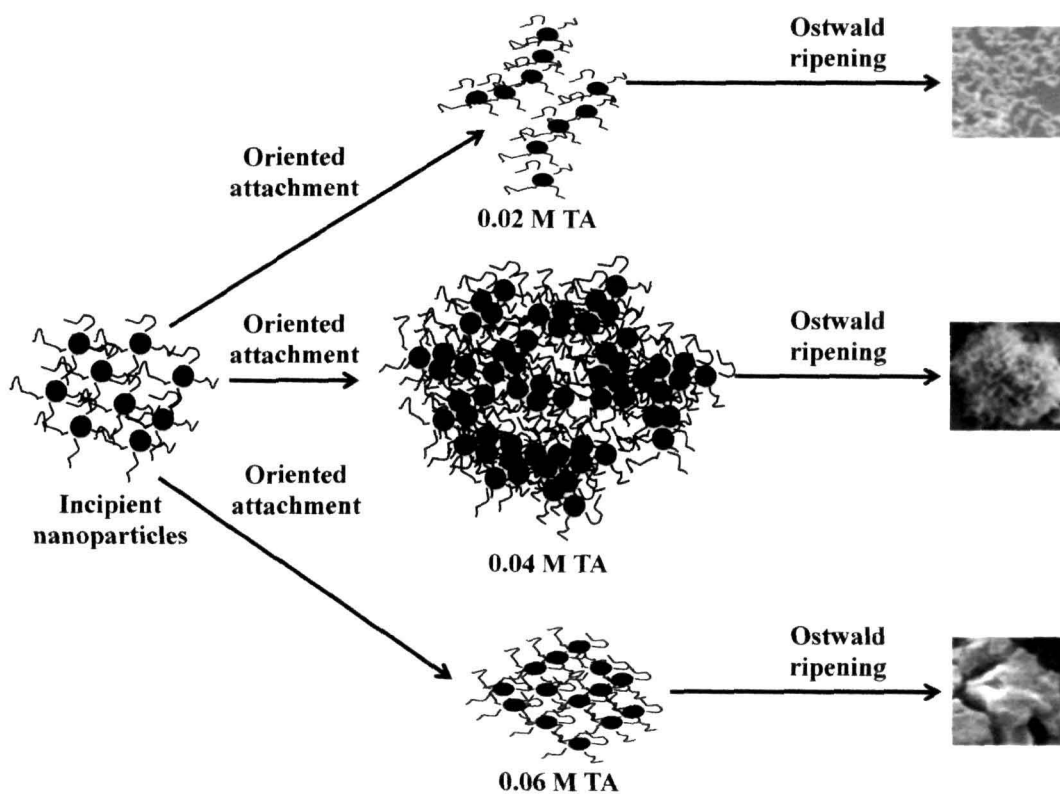 Ostwald
ripening
Oriented
attachment
0.02 M TA
Oriented
attachment
Ostwald
ripening
Incipient
nanoparticles
Oriented
attachment
0.04 M TA
Ostwald
ripening
0.06 M TA